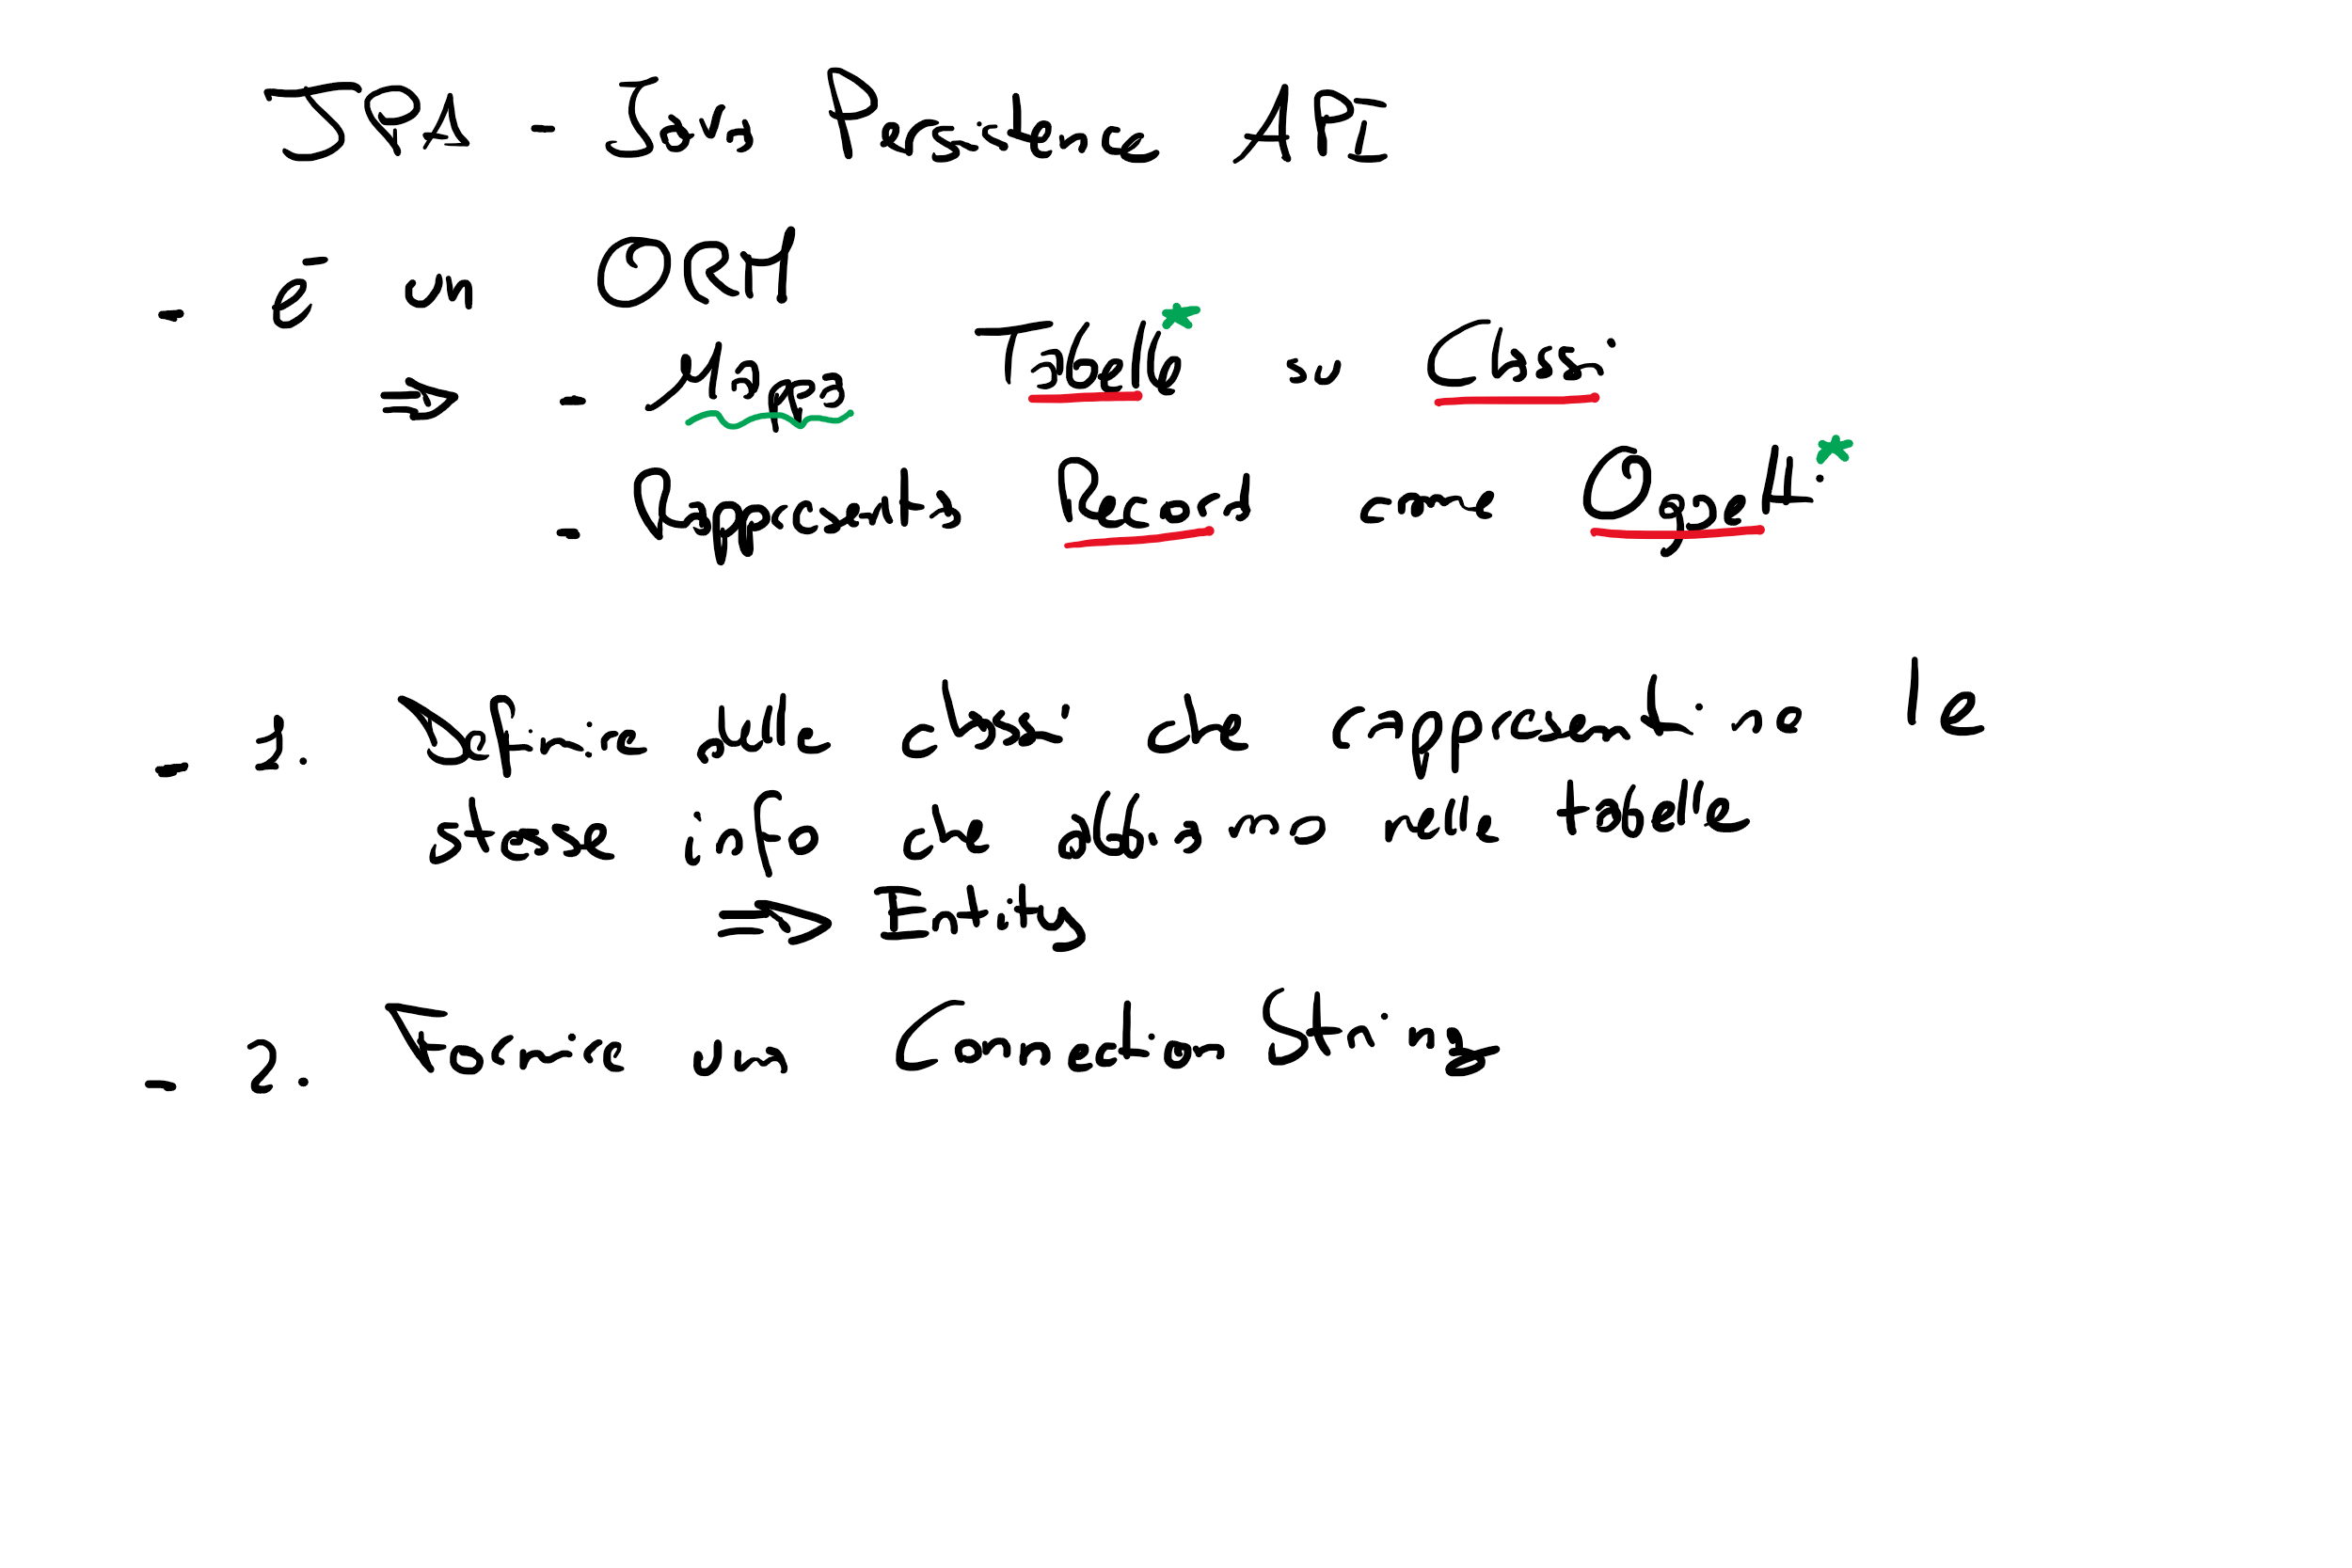 JPA - Java Persistence API
- è un ORM
=> - Mappa Tabelle* su Classi
- Rappresenta Record come Oggetti*
- 1. Definire delle classi che rappresentino le
stesse info che abbiamo nelle tabelle
=> Entity
- 2. Fornire una Connection String